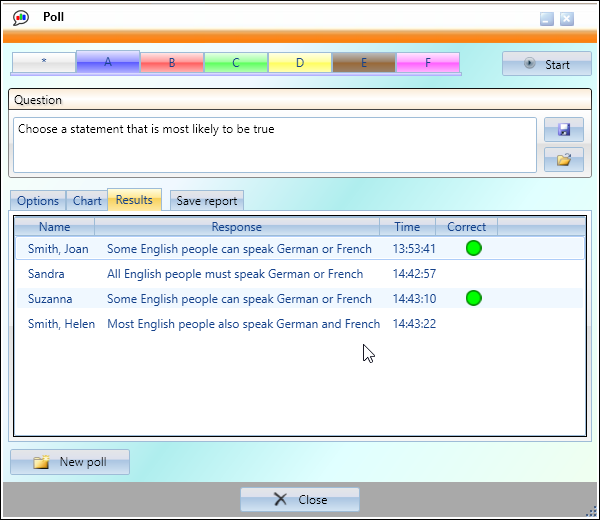 Poll
* A B C D E F Start
Question
Choose a statement that is most likely to be true
Options Chart Results Save report
Name Response Time Correct
Smith, Joan Some English people can speak German or French 13:53:41
Sandra All English people must speak German or French 14:42:57
Suzanna Some English people can speak German or French 14:43:10
Smith, Helen Most English people also speak German and French 14:43:22
New poll
Close